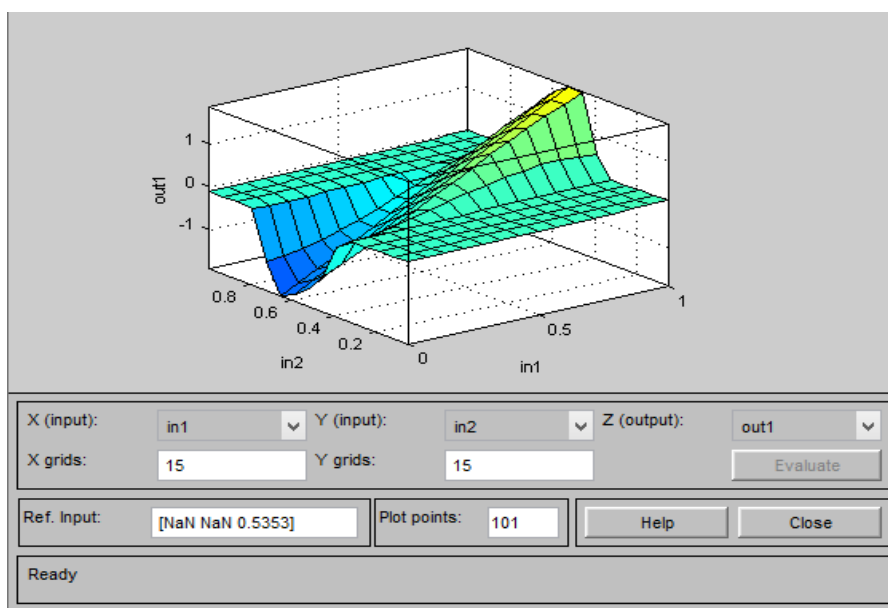 1
0
-1
out1
0.8
0.6
0.4
0.2
in2
0
0.5
1
in1
X (input): in1 Y (input): in2 Z (output): out1
X grids: 15 Y grids: 15 Evaluate
Ref. Input: [NaN NaN 0.5353] Plot points: 101 Help Close
Ready